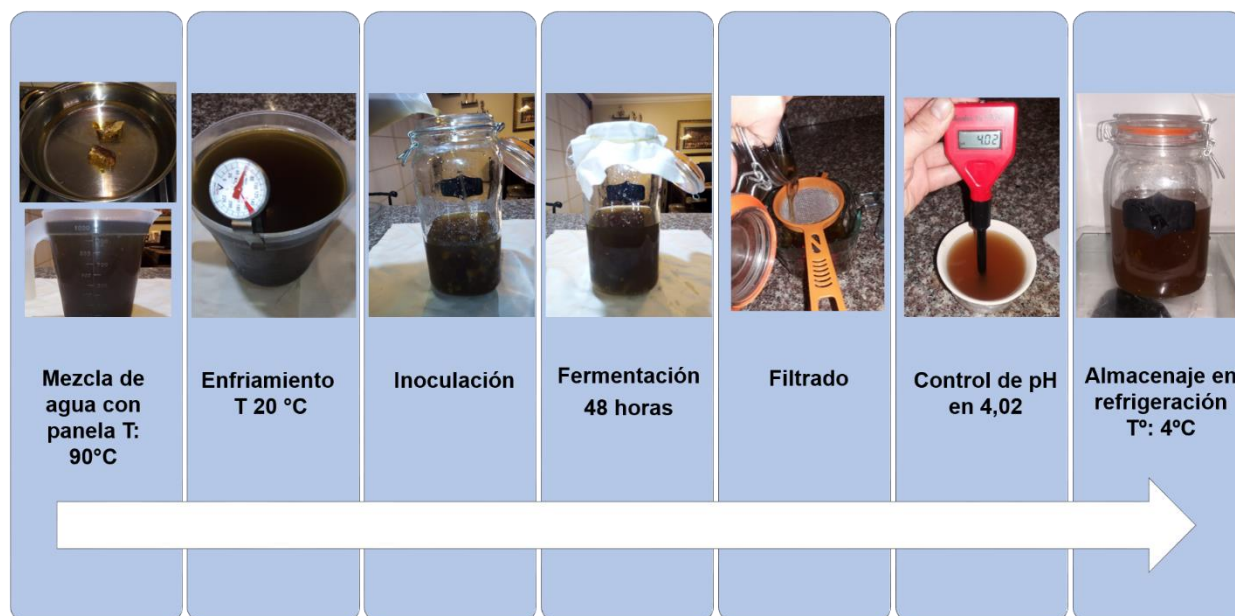 Mezcla de
agua con
panela T:
90°C
Enfriamiento
T 20 °C
Inoculación
Fermentación
48 horas
Filtrado
4.02
Control de pH
en 4,02
Almacenaje en
refrigeración
Tº: 4ºC